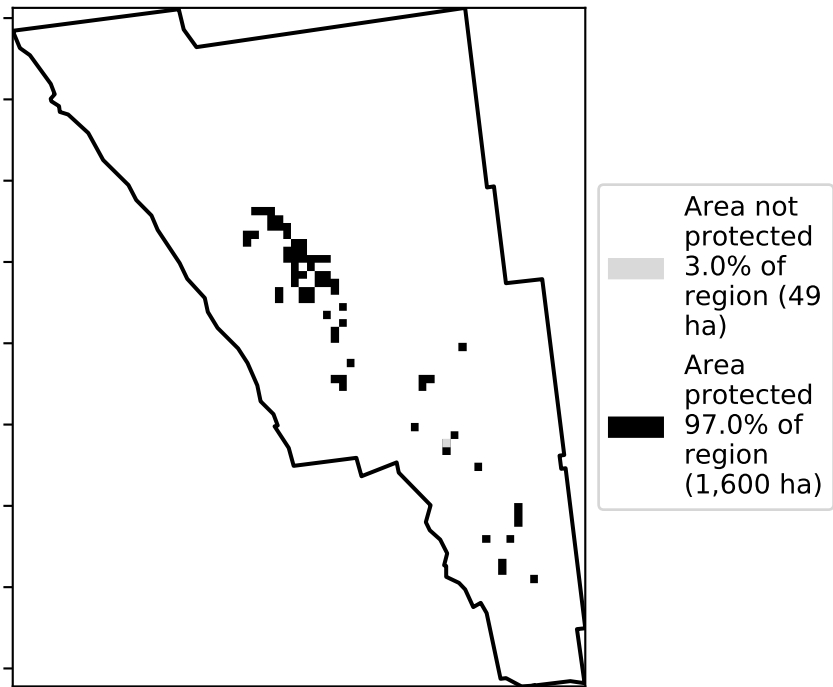 Area not
protected
3.0% of
region (49
ha)
Area
protected
97.0% of
region
(1,600 ha)